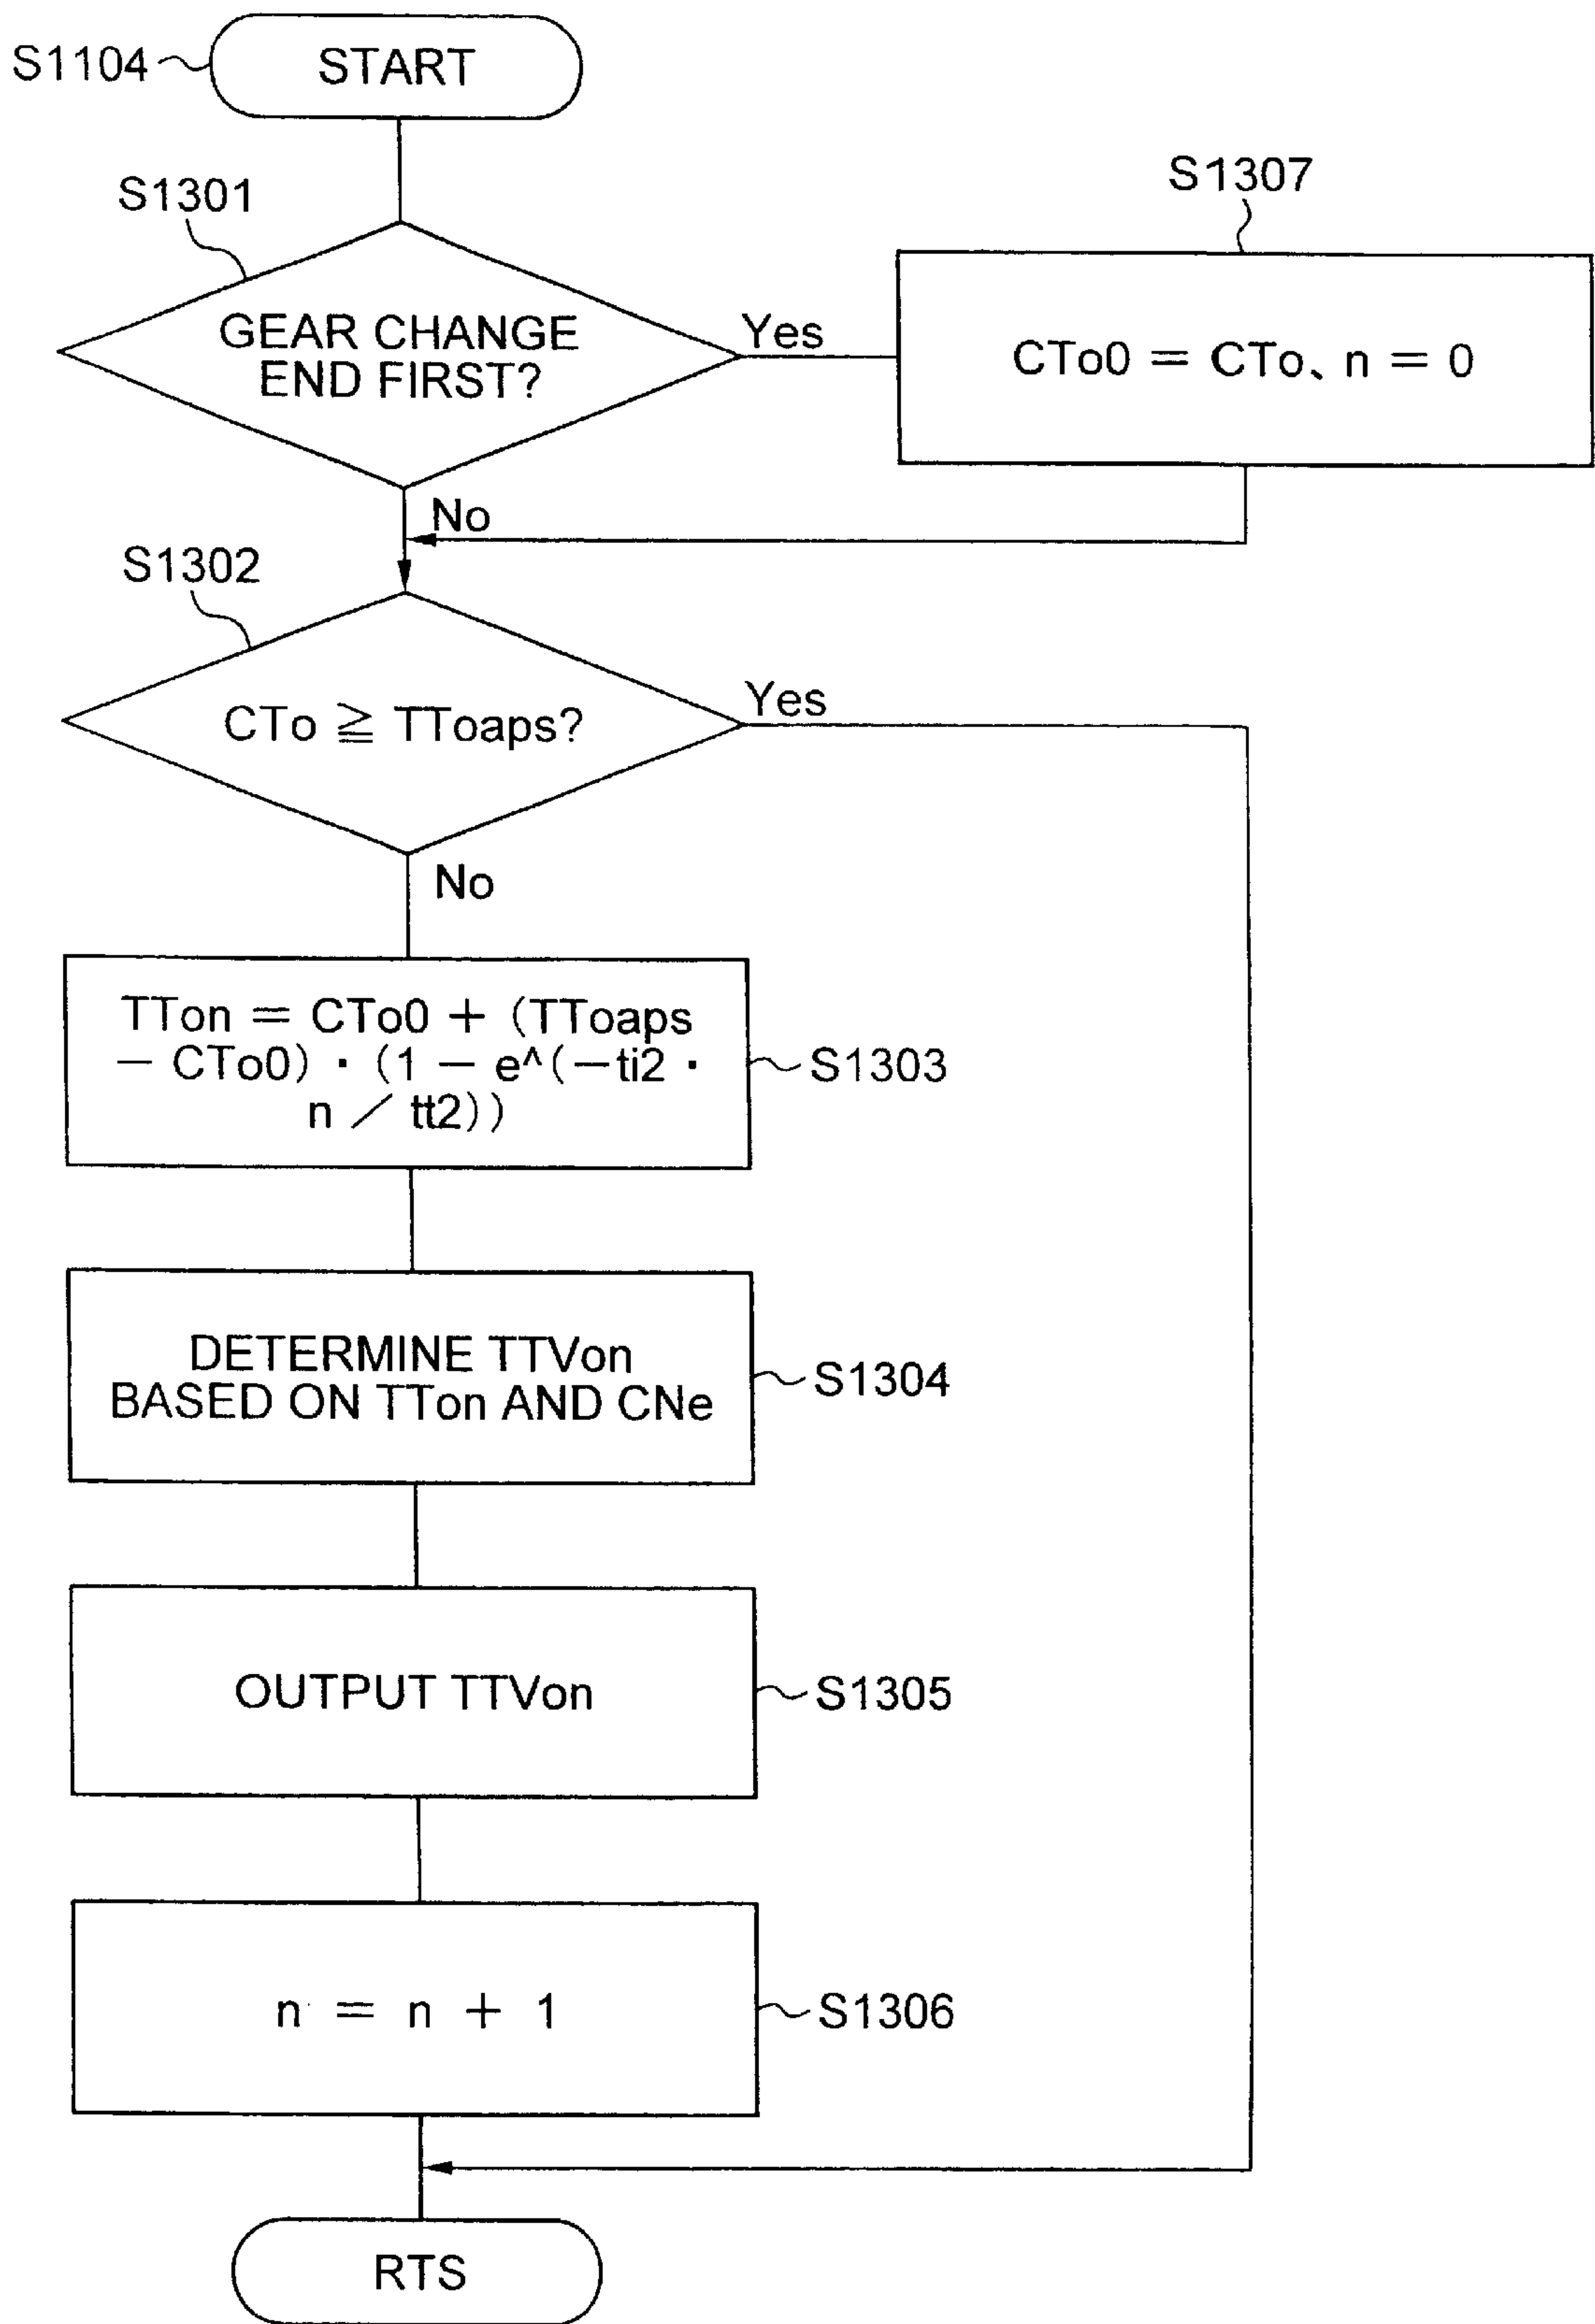 S1104
START
S1301
GEAR CHANGE
END FIRST?
Yes
S1307
CTo0 = CTo、n = 0
No
S1302
CTo ≧ TToaps?
Yes
No
TTon = CTo0 + (TToaps
− CTo0) · (1 − e^(−ti2 ·
n / tt2))
S1303
DETERMINE TTVon
BASED ON TTon AND CNe
S1304
OUTPUT TTVon
S1305
n = n + 1
S1306
RTS